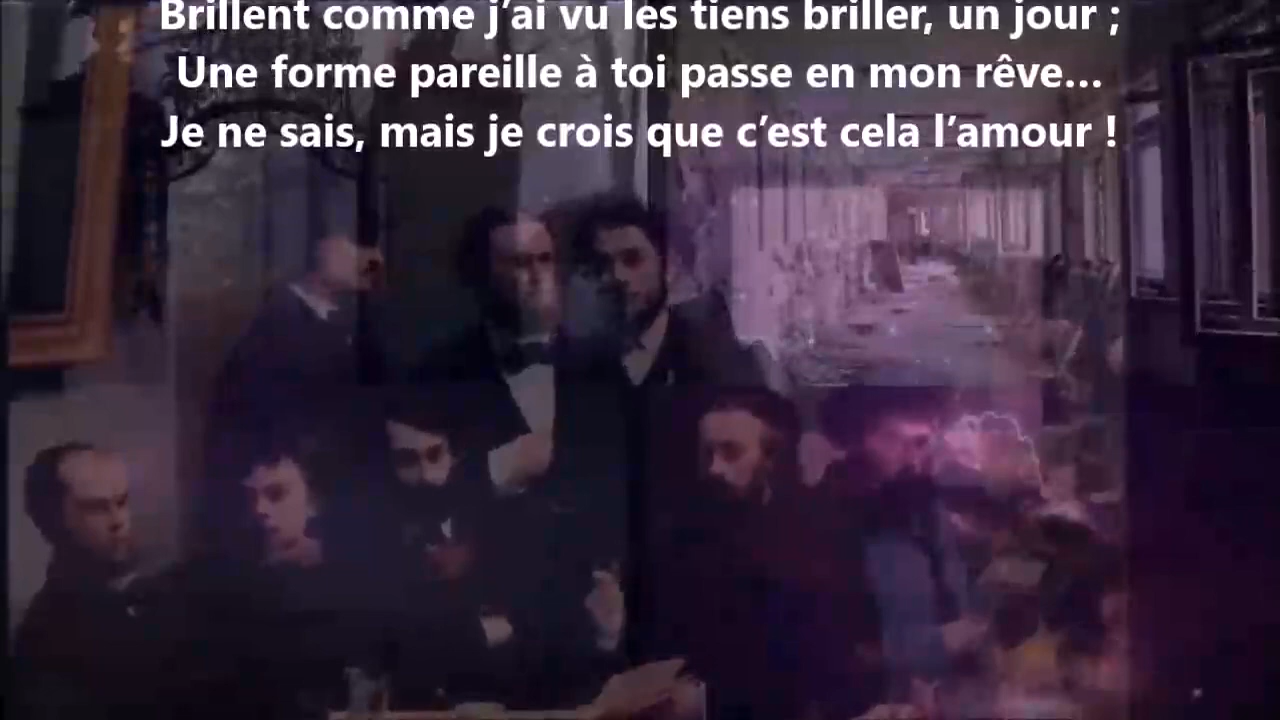 Brillent comme j’ai vu les tiens briller, un jour ;
Une forme pareille à toi passe en mon rêve...
Je ne sais, mais je crois que c’est cela l’amour !